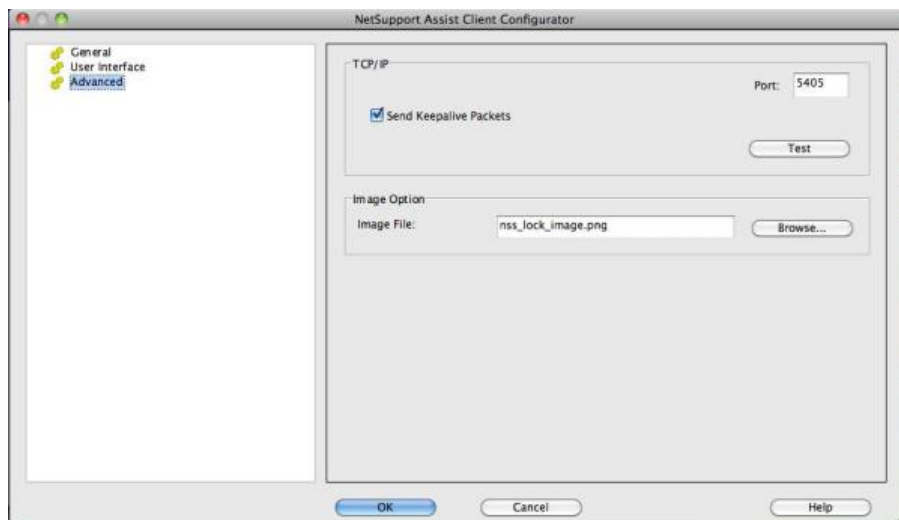 NetSupport Assist Client Configurator
General
User Interface
Advanced
TCP/IP
Port: 5405
Send Keepalive Packets
Test
Image Option
Image File: nss_lock_image.png Browse...
OK Cancel Help